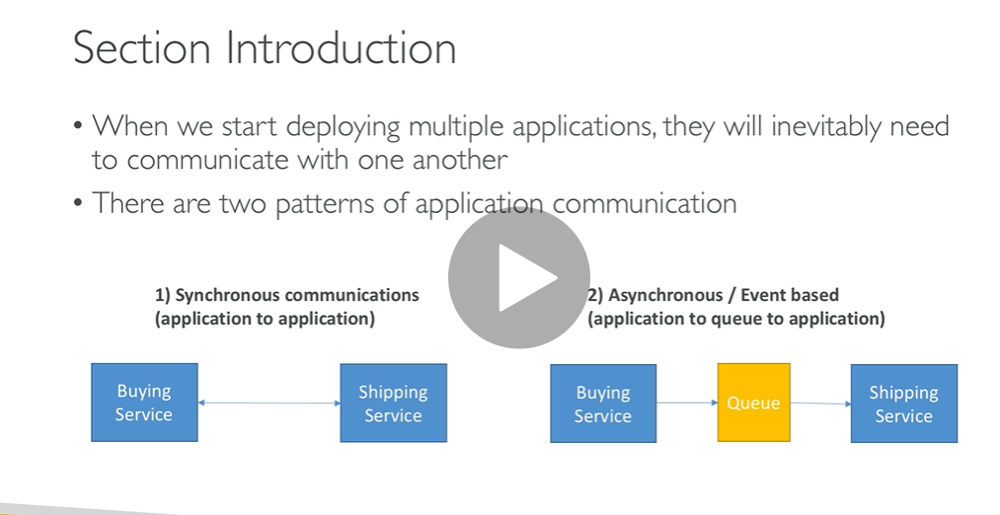 Section Introduction
• When we start deploying multiple applications, they will inevitably need
to communicate with one another
• There are two patterns of application communication
1) Synchronous communications
(application to application)
2) Asynchronous / Event based
(application to queue to application)
Buying
Service
Shipping
Service
Buying
Service
Queue
Shipping
Service